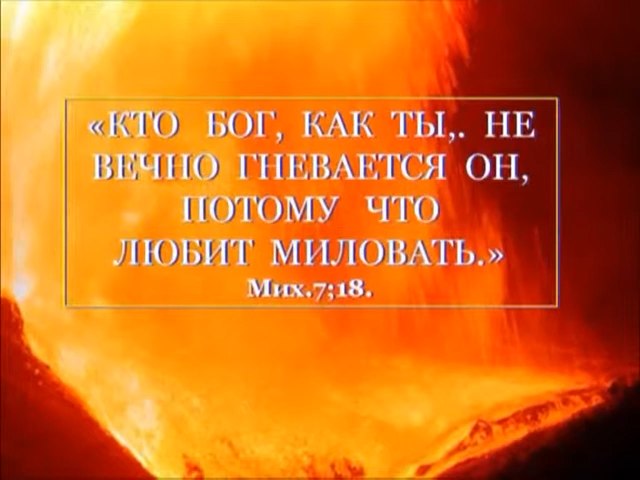 «КТО БОГ, КАК ТЫ,. НЕ
ВЕЧНО ГНЕВАЕТСЯ ОН,
ПОТОМУ ЧТО
ЛЮБИТ МИЛОВАТЬ.»
Мих.7;18.